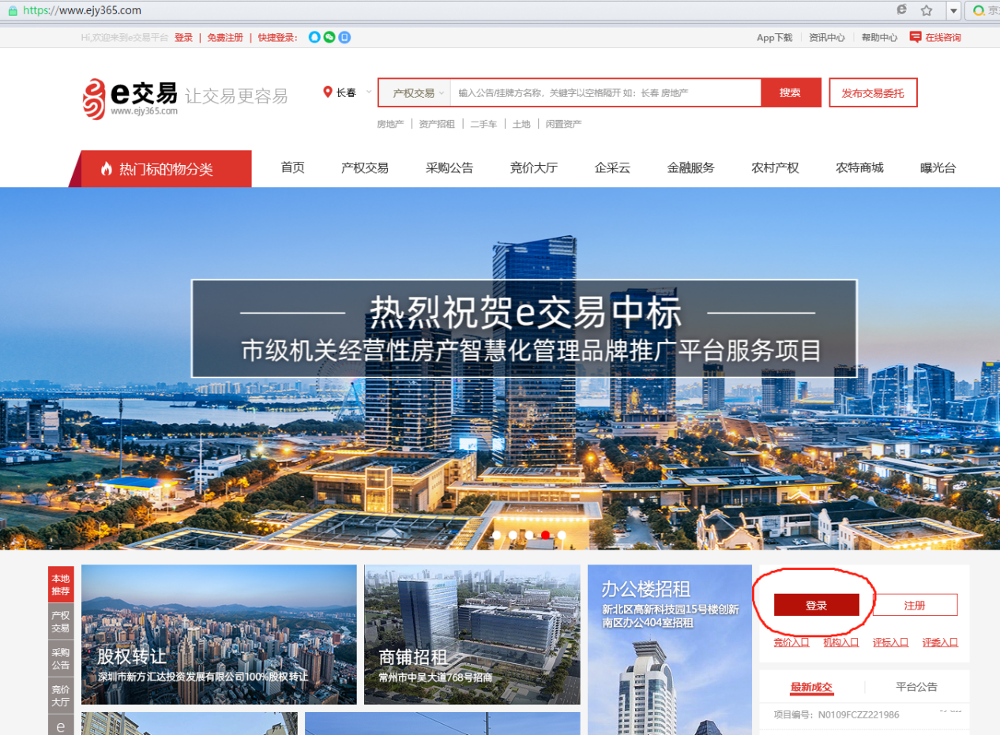 https://www.ejy365.com
京
Hi,欢迎来到e交易平台 登录 | 免费注册 | 快捷登录:
App下载 资讯中心 帮助中心 在线咨询
e交易 让交易更容易
www.ejy365.com
长春
产权交易 输入公告/挂牌方名称，关键字以空格隔开 如：长春 房地产
搜索
发布交易委托
房地产 | 资产招租 | 二手车 | 土地 | 闲置资产
热门标的物分类
首页 产权交易 采购公告 竞价大厅 企采云 金融服务 农村产权 农特商城 曝光台
热烈祝贺e交易中标
市级机关经营性房产智慧化管理品牌推广平台服务项目
本地
推荐
产权
交易
采购
公告
竞价
大厅
e
股权转让
深圳市新方汇达投资发展有限公司100%股权转让
商铺招租
常州市中吴大道768号招商
办公楼招租
新北区高新科技园15号楼创新
南区办公404室招租
登录
注册
竞价入口 机构入口 评标入口 评委入口
最新成交 平台公告
项目编号：N0109FCZZ221986